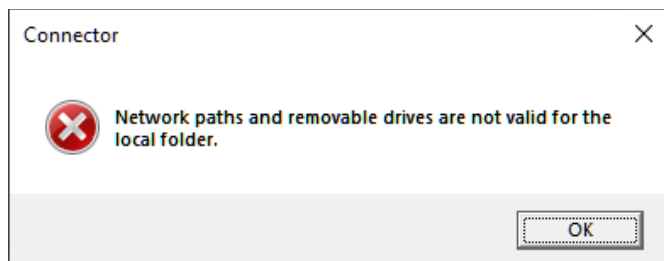 Connector
Network paths and removable drives are not valid for the
local folder.
OK